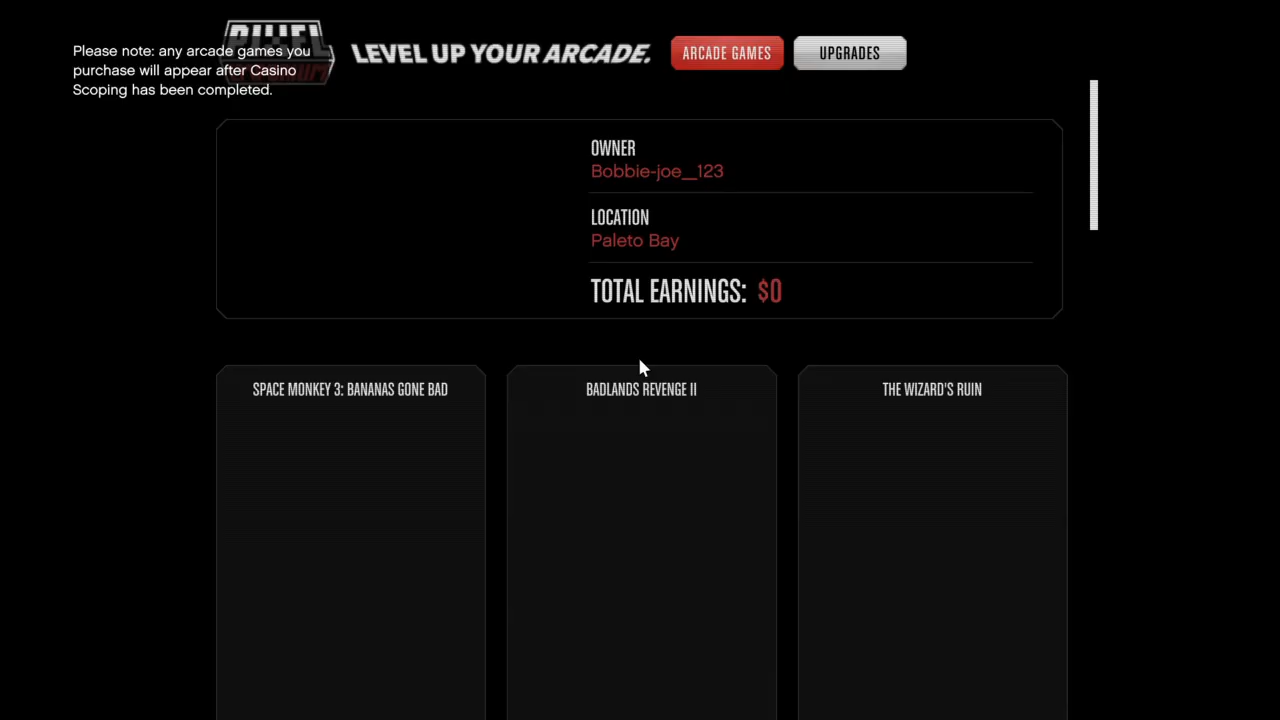 Please note: any arcade games you
purchase will appear after Casino
Scoping has been completed.
LEVEL UP YOUR ARCADE.
ARCADE GAMES
UPGRADES
OWNER
Bobbie-joe__123
LOCATION
Paleto Bay
TOTAL EARNINGS: $0
SPACE MONKEY 3: BANANAS GONE BAD
BADLANDS REVENGE II
THE WIZARD'S RUIN